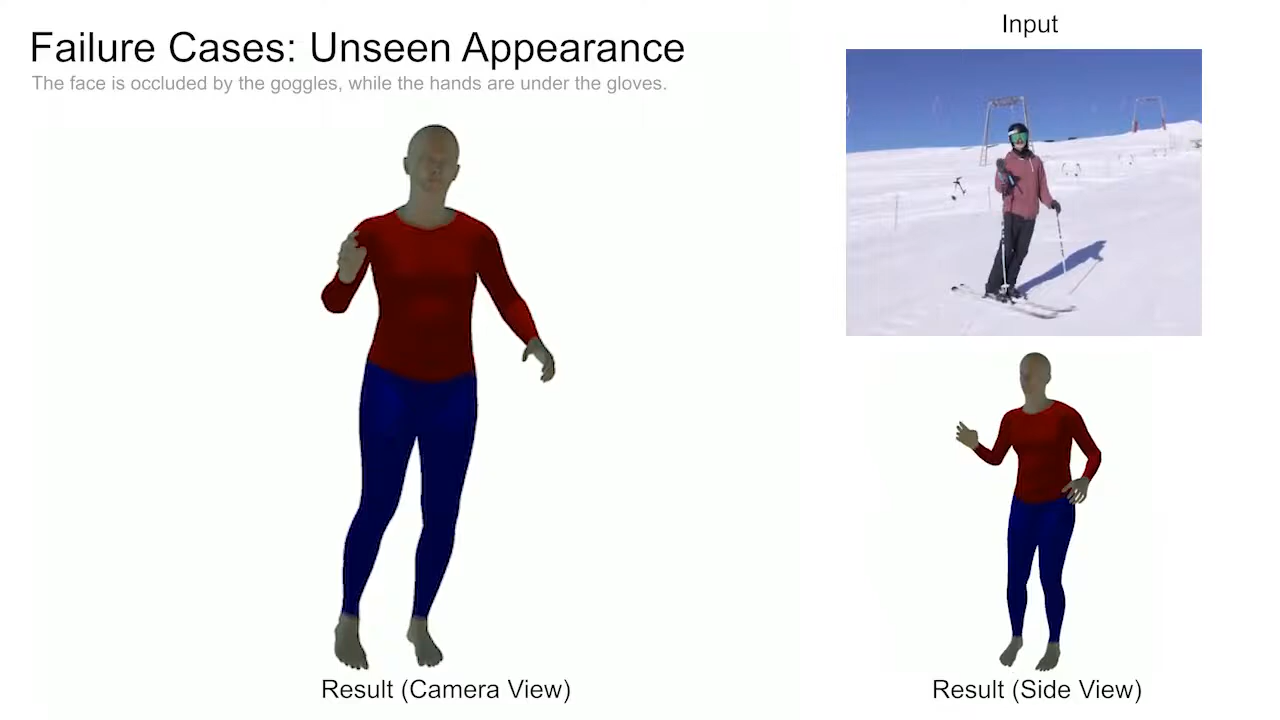 Failure Cases: Unseen Appearance
The face is occluded by the goggles, while the hands are under the gloves.
Input
Result (Camera View)
Result (Side View)